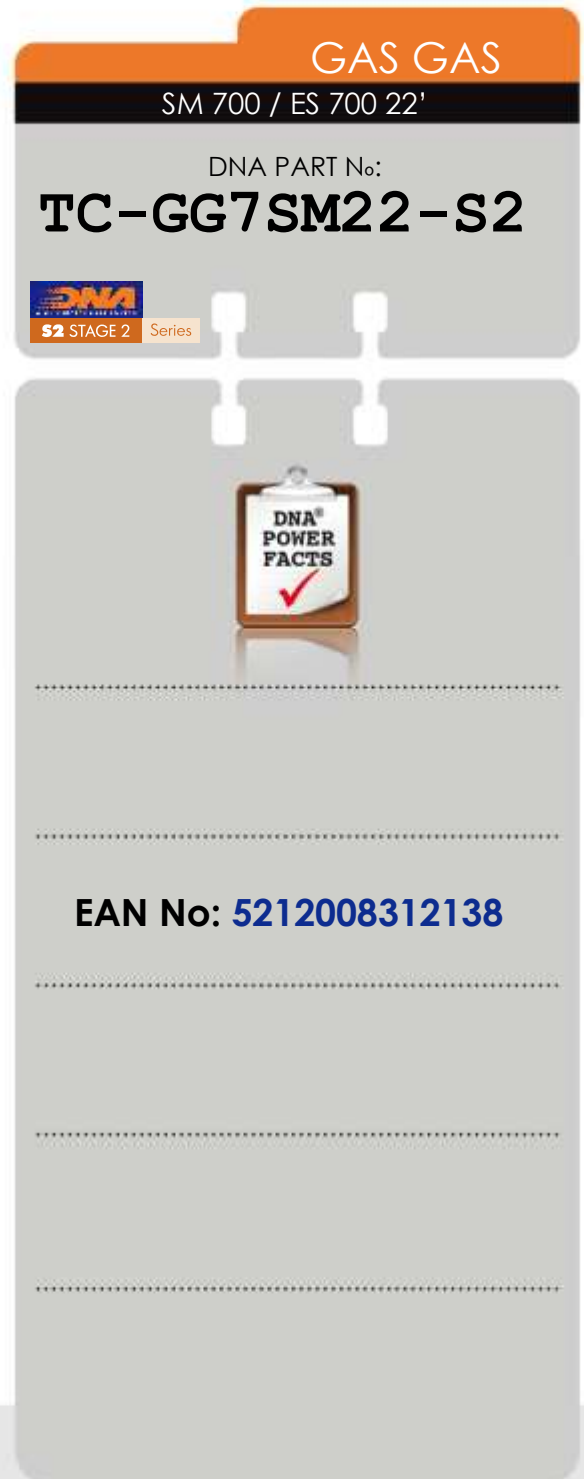 GAS GAS
SM 700 / ES 700 22'
DNA PART No:
TC-GG7SM22-S2
DNA
S2 STAGE 2 Series
DNA®
POWER
FACTS
EAN No: 5212008312138